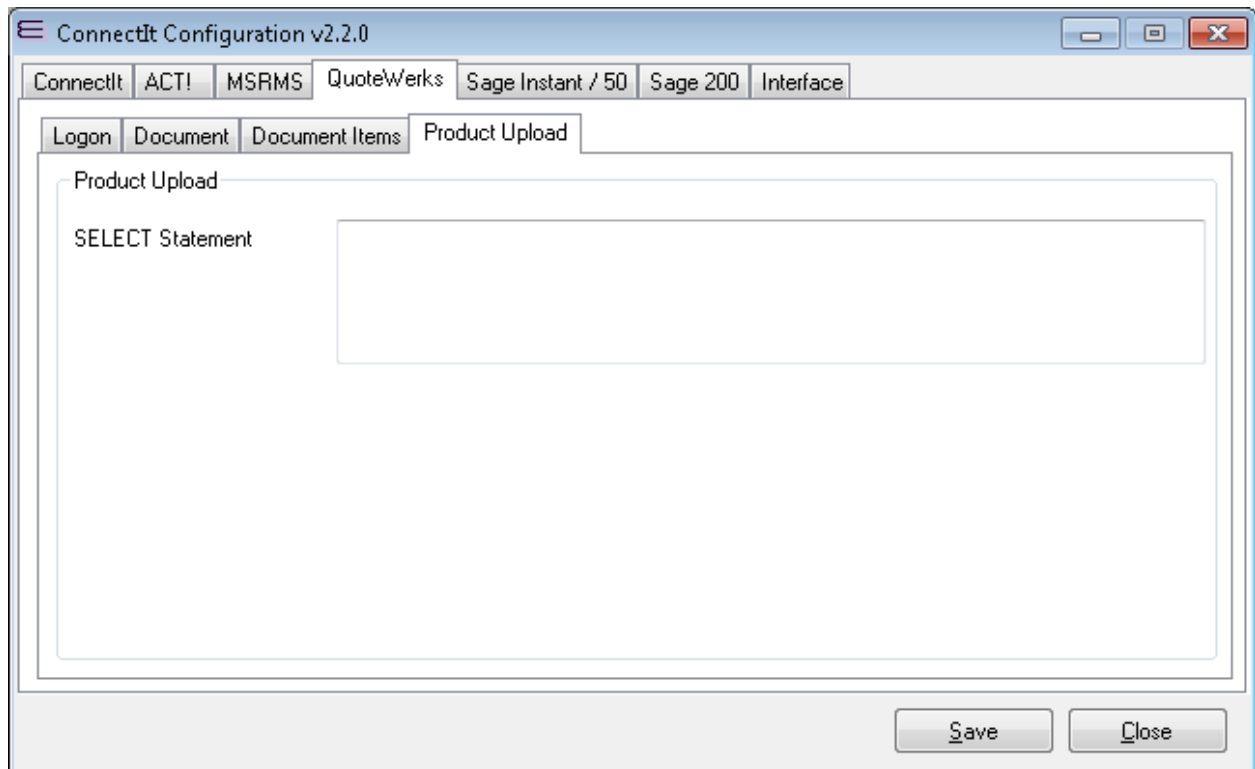 ConnectIt Configuration v2.2.0
ConnectIt ACT! MSRMS QuoteWerks Sage Instant / 50 Sage 200 Interface
Logon Document Document Items Product Upload
Product Upload
SELECT Statement
Save Close